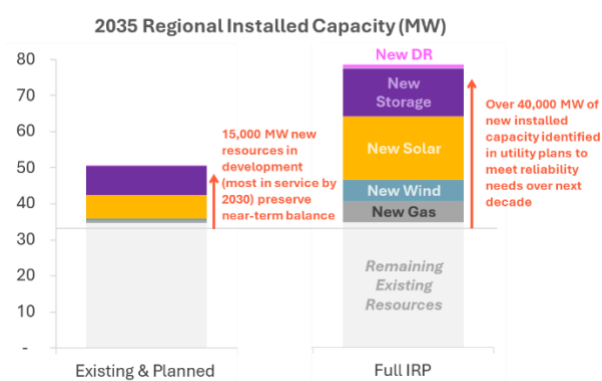 2035 Regional Installed Capacity (MW)
80
70
60
50
40
30
20
10
-
15,000 MW new
resources in
development
(most in service by
2030) preserve
near-term balance
New DR
New
Storage
New Solar
New Wind
New Gas
Remaining
Existing
Resources
Over 40,000 MW of
new installed
capacity identified
in utility plans to
meet reliability
needs over next
decade
Existing & Planned
Full IRP